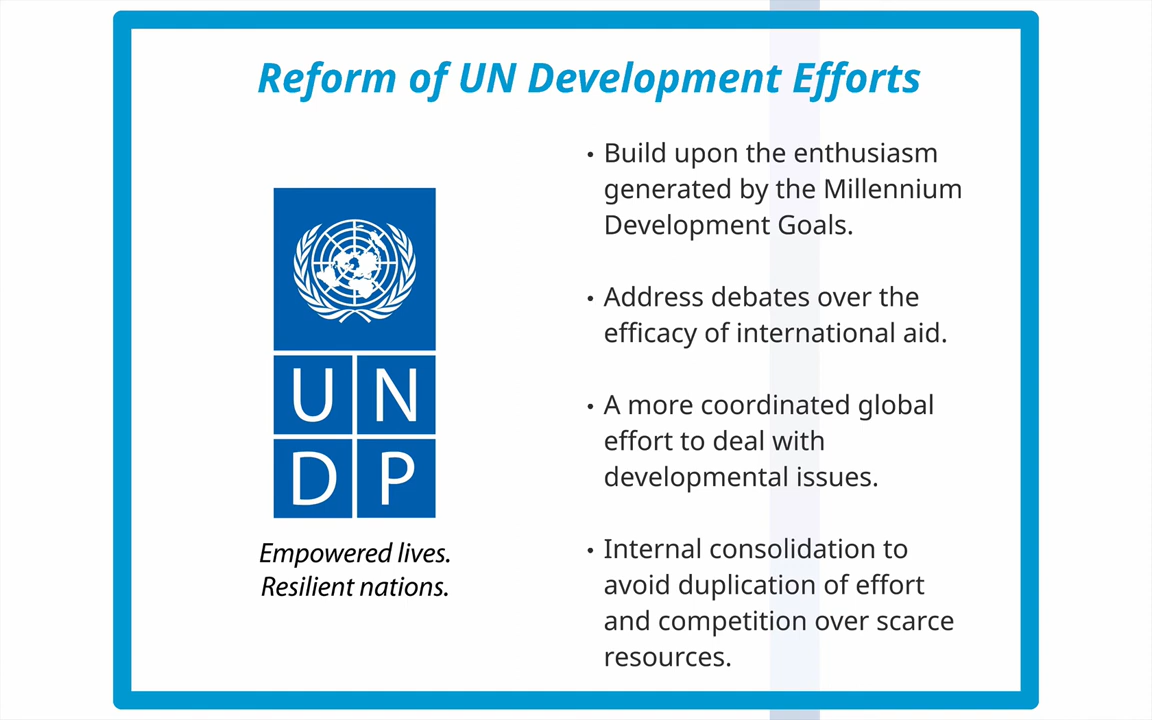 Reform of UN Development Efforts
U N
D P
Empowered lives.
Resilient nations.
• Build upon the enthusiasm
generated by the Millennium
Development Goals.
• Address debates over the
efficacy of international aid.
• A more coordinated global
effort to deal with
developmental issues.
• Internal consolidation to
avoid duplication of effort
and competition over scarce
resources.